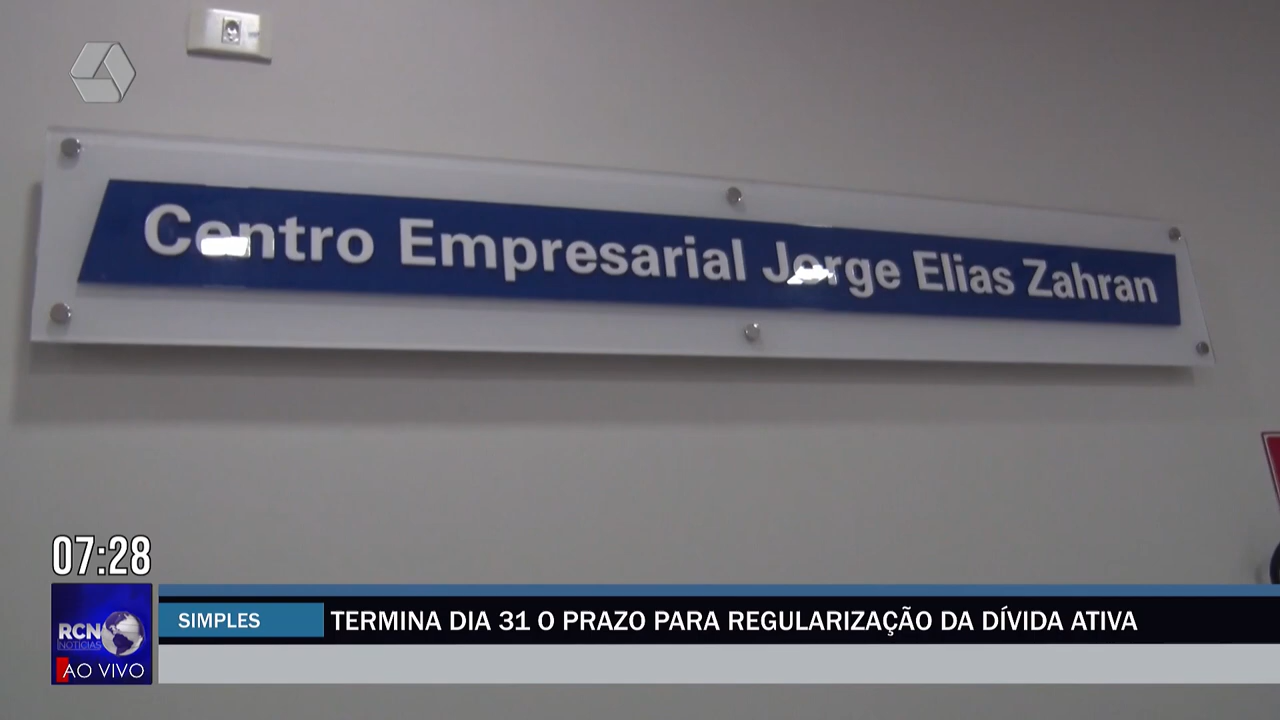 Centro Empresarial Jorge Elias Zahran
07:28
RCN
NOTÍCIAS
AO VIVO
SIMPLES
TERMINA DIA 31 O PRAZO PARA REGULARIZAÇÃO DA DÍVIDA ATIVA